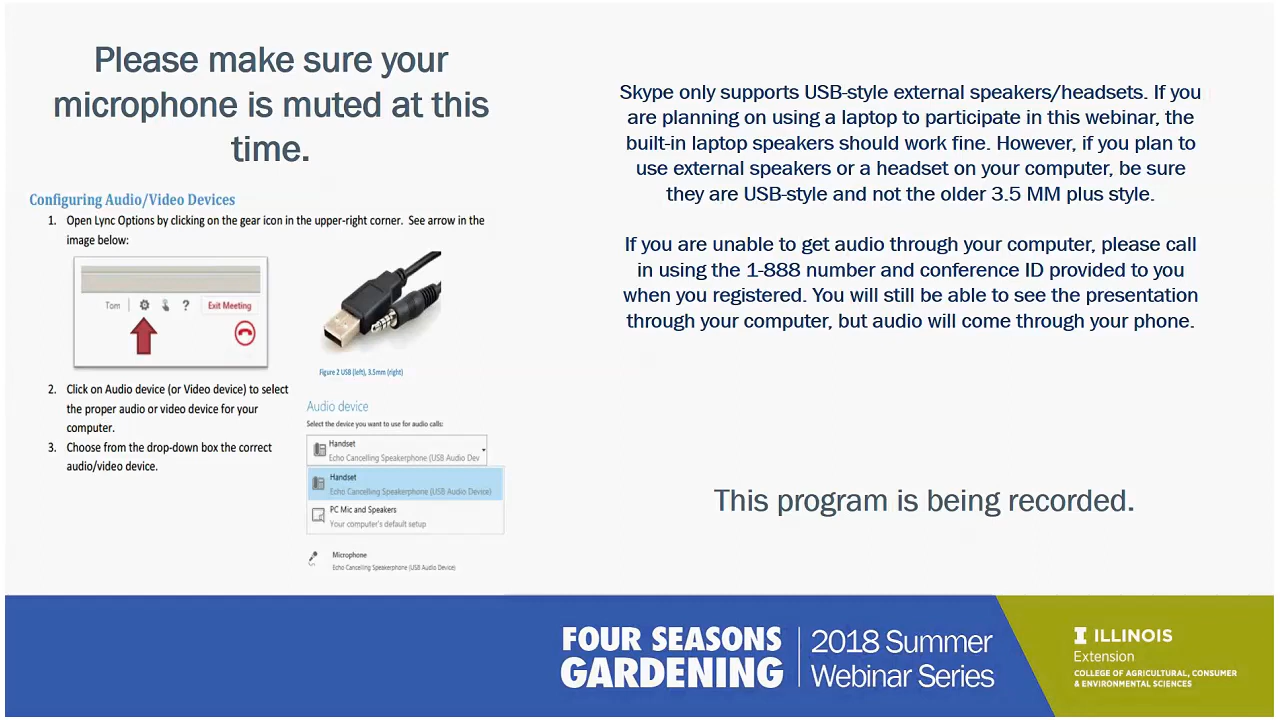 Please make sure your
microphone is muted at this
time.
Configuring Audio/Video Devices
1. Open Lync Options by clicking on the gear icon in the upper-right corner. See arrow in the
image below:
Tom ? Exit Meeting
Figure 2 USB (left), 3.5mm (right)
2. Click on Audio device (or Video device) to select
the proper audio or video device for your
computer.
3. Choose from the drop-down box the correct
audio/video device.
Audio device
Select the device you want to use for audio calls:
Handset
Echo Cancelling Speakerphone (USB Audio Dev
Handset
Echo Cancelling Speakerphone (USB Audio Device)
PC Mic and Speakers
Your computer's default setup
Microphone
Echo Cancelling Speakerphone (USB Audio Device)
Skype only supports USB-style external speakers/headsets. If you
are planning on using a laptop to participate in this webinar, the
built-in laptop speakers should work fine. However, if you plan to
use external speakers or a headset on your computer, be sure
they are USB-style and not the older 3.5 MM plus style.
If you are unable to get audio through your computer, please call
in using the 1-888 number and conference ID provided to you
when you registered. You will still be able to see the presentation
through your computer, but audio will come through your phone.
This program is being recorded.
FOUR SEASONS
GARDENING
2018 Summer
Webinar Series
I ILLINOIS
Extension
COLLEGE OF AGRICULTURAL, CONSUMER
& ENVIRONMENTAL SCIENCES